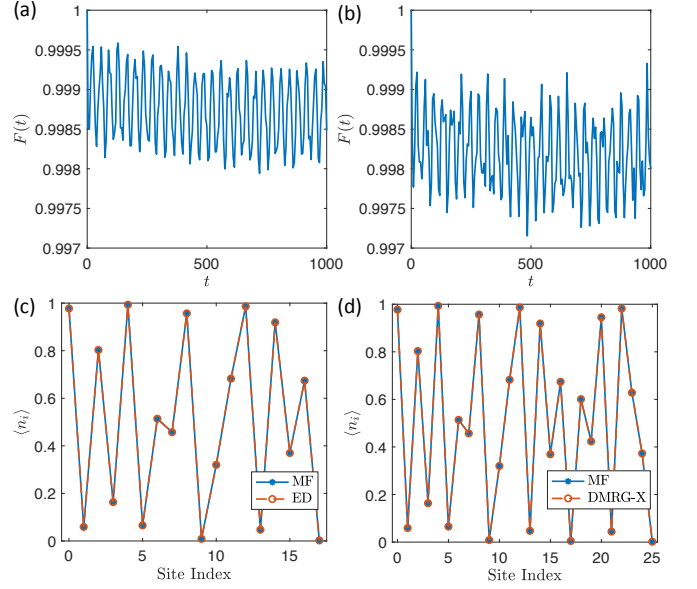 (a)
1
0.9995
0.999
0.9985
0.998
0.9975
0.997
F(t)
0
500
1000
t
(b)
1
0.9995
0.999
0.9985
0.998
0.9975
0.997
F(t)
0
500
1000
t
(c)
1
0.8
0.6
0.4
0.2
0
⟨n_i⟩
0
5
10
15
Site Index
MF
ED
(d)
1
0.8
0.6
0.4
0.2
0
⟨n_i⟩
0
5
10
15
20
25
Site Index
MF
DMRG-X